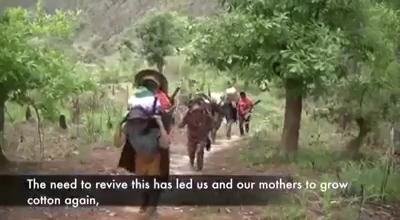 The need to revive this has led us and our mothers to grow
cotton again,